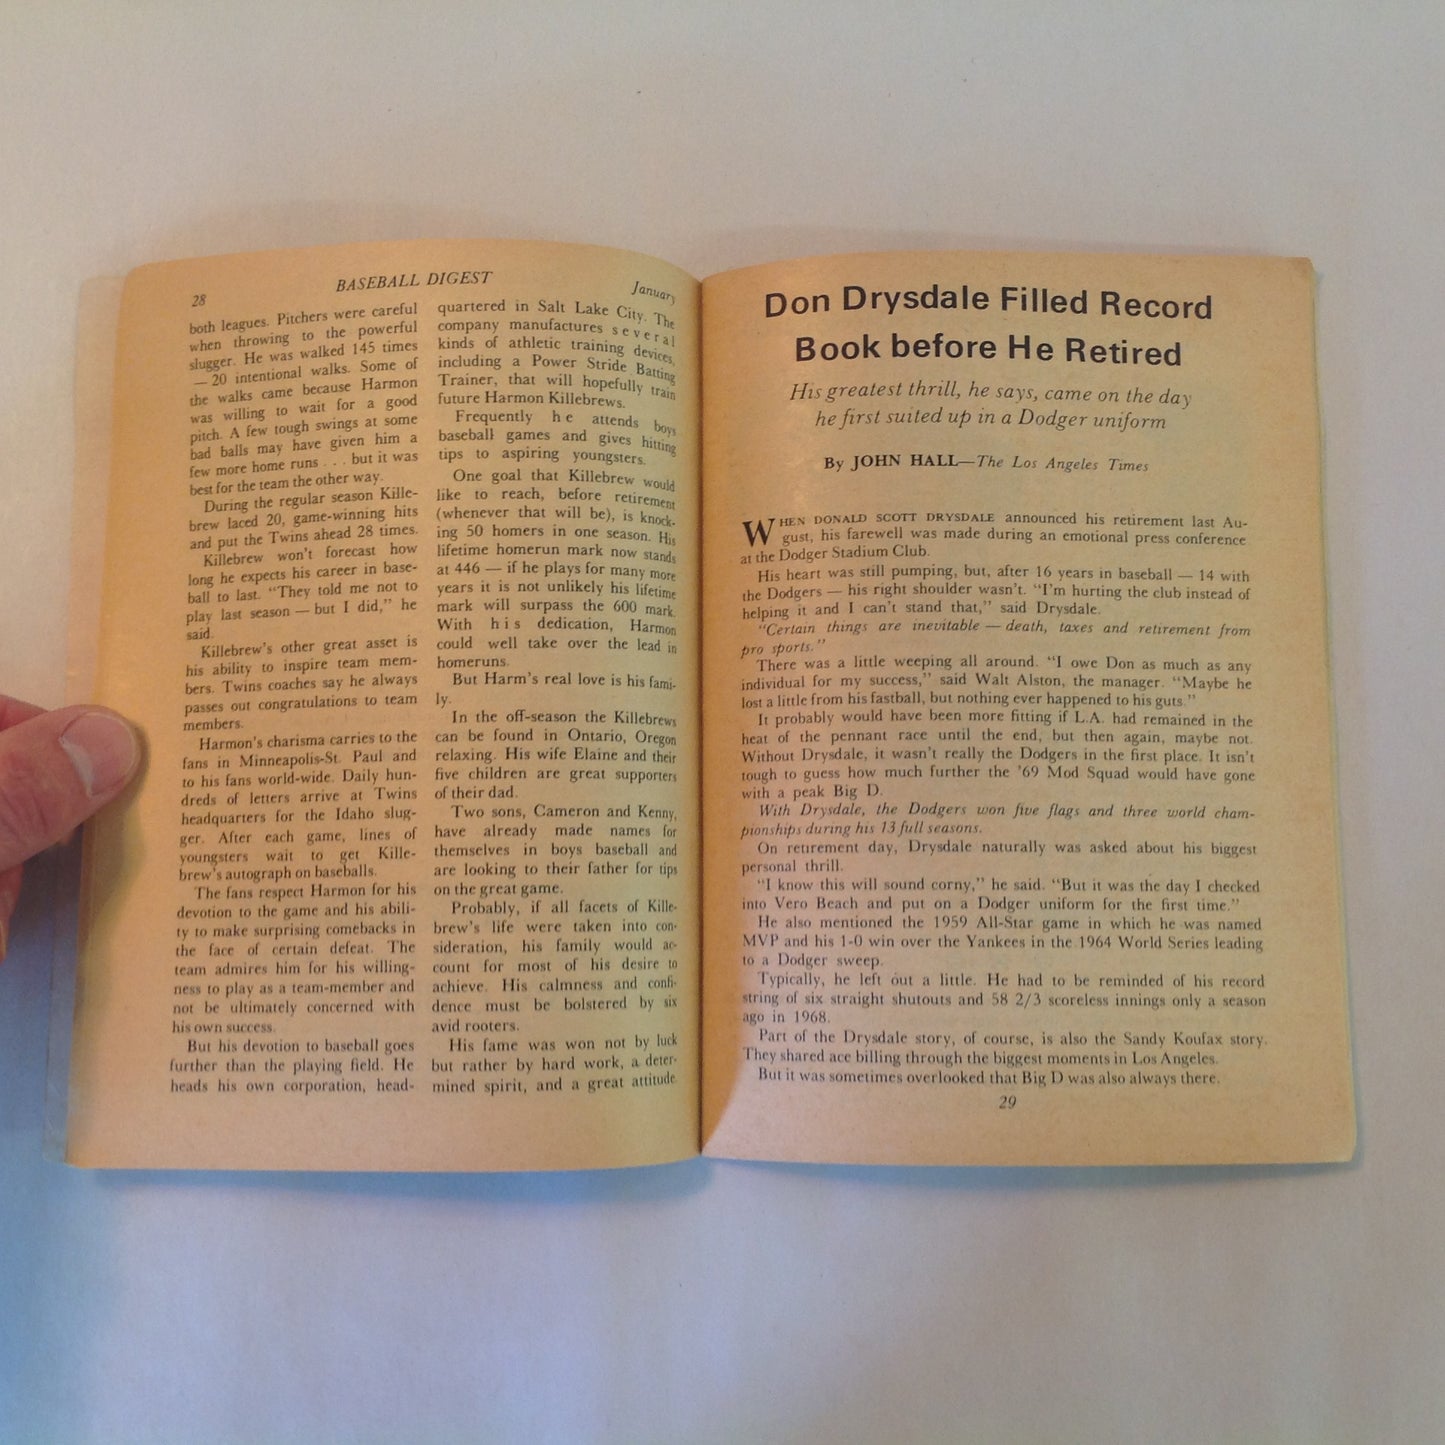 28
BASEBALL DIGEST
January
both leagues. Pitchers were careful
when throwing to the powerful
slugger. He was walked 145 times
— 20 intentional walks. Some of
the walks came because Harmon
was willing to wait for a good
pitch. A few tough swings at some
bad balls may have given him a
few more home runs . . . but it was
best for the team the other way.
During the regular season Kille-
brew laced 20, game-winning hits
and put the Twins ahead 28 times.
Killebrew won't forecast how
long he expects his career in base-
ball to last. "They told me not to
play last season — but I did," he
said.
Killebrew's other great asset is
his ability to inspire team mem-
bers. Twins coaches say he always
passes out congratulations to team
members.
Harmon's charisma carries to the
fans in Minneapolis-St. Paul and
to his fans world-wide. Daily hun-
dreds of letters arrive at Twins
headquarters for the Idaho slug-
ger. After each game, lines of
youngsters wait to get Kille-
brew's autograph on baseballs.
The fans respect Harmon for his
devotion to the game and his abili-
ty to make surprising comebacks in
the face of certain defeat. The
team admires him for his willing-
ness to play as a team-member and
not be ultimately concerned with
his own success.
But his devotion to baseball goes
further than the playing field. He
heads his own corporation, head-
quartered in Salt Lake City. The
company manufactures several
kinds of athletic training devices,
including a Power Stride Batting
Trainer, that will hopefully train
future Harmon Killebrews.
Frequently he attends boys
baseball games and gives hitting
tips to aspiring youngsters.
One goal that Killebrew would
like to reach, before retirement
(whenever that will be), is knock-
ing 50 homers in one season. His
lifetime homerun mark now stands
at 446 — if he plays for many more
years it is not unlikely his lifetime
mark will surpass the 600 mark.
With his dedication, Harmon
could well take over the lead in
homeruns.
But Harm's real love is his fami-
ly.
In the off-season the Killebrews
can be found in Ontario, Oregon
relaxing. His wife Elaine and their
five children are great supporters
of their dad.
Two sons, Cameron and Kenny,
have already made names for
themselves in boys baseball and
are looking to their father for tips
on the great game.
Probably, if all facets of Kille-
brew's life were taken into con-
sideration, his family would ac-
count for most of his desire to
achieve. His calmness and confi-
dence must be bolstered by six
avid rooters.
His fame was won not by luck
but rather by hard work, a deter-
mined spirit, and a great attitude.
Don Drysdale Filled Record
Book before He Retired
His greatest thrill, he says, came on the day
he first suited up in a Dodger uniform
By JOHN HALL—The Los Angeles Times
WHEN DONALD SCOTT DRYSDALE announced his retirement last Au-
gust, his farewell was made during an emotional press conference
at the Dodger Stadium Club.
His heart was still pumping, but, after 16 years in baseball — 14 with
the Dodgers — his right shoulder wasn't. "I'm hurting the club instead of
helping it and I can't stand that," said Drysdale.
"Certain things are inevitable — death, taxes and retirement from
pro sports."
There was a little weeping all around. "I owe Don as much as any
individual for my success," said Walt Alston, the manager. "Maybe he
lost a little from his fastball, but nothing ever happened to his guts."
It probably would have been more fitting if L.A. had remained in the
heat of the pennant race until the end, but then again, maybe not.
Without Drysdale, it wasn't really the Dodgers in the first place. It isn't
tough to guess how much further the '69 Mod Squad would have gone
with a peak Big D.
With Drysdale, the Dodgers won five flags and three world cham-
pionships during his 13 full seasons.
On retirement day, Drysdale naturally was asked about his biggest
personal thrill.
"I know this will sound corny," he said. "But it was the day I checked
into Vero Beach and put on a Dodger uniform for the first time."
He also mentioned the 1959 All-Star game in which he was named
MVP and his 1-0 win over the Yankees in the 1964 World Series leading
to a Dodger sweep.
Typically, he left out a little. He had to be reminded of his record
string of six straight shutouts and 58 2/3 scoreless innings only a season
ago in 1968.
Part of the Drysdale story, of course, is also the Sandy Koufax story.
They shared ace billing through the biggest moments in Los Angeles.
But it was sometimes overlooked that Big D was also always there.
29